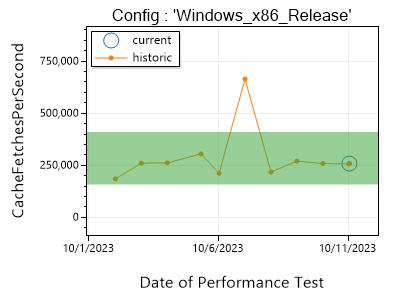 Config : 'Windows_x86_Release'
current
historic
CacheFetchesPerSecond
750,000
500,000
250,000
0
10/1/2023
10/6/2023
10/11/2023
Date of Performance Test